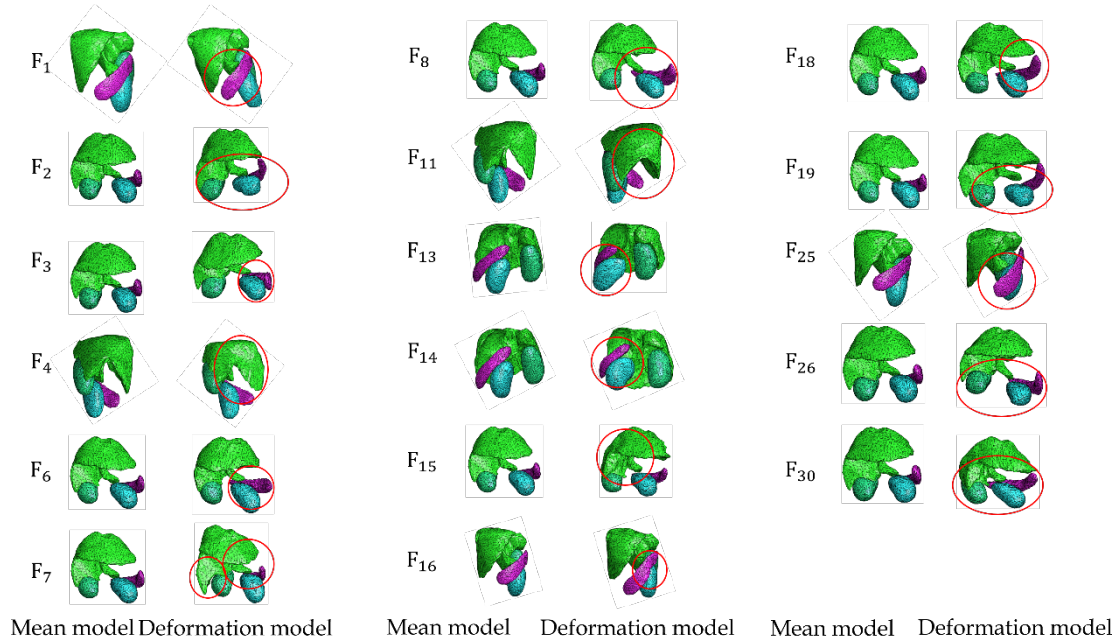 F1
F2
F3
F4
F6
F7
Mean model Deformation model
F8
F11
F13
F14
F15
F16
Mean model Deformation model
F18
F19
F25
F26
F30
Mean model Deformation model